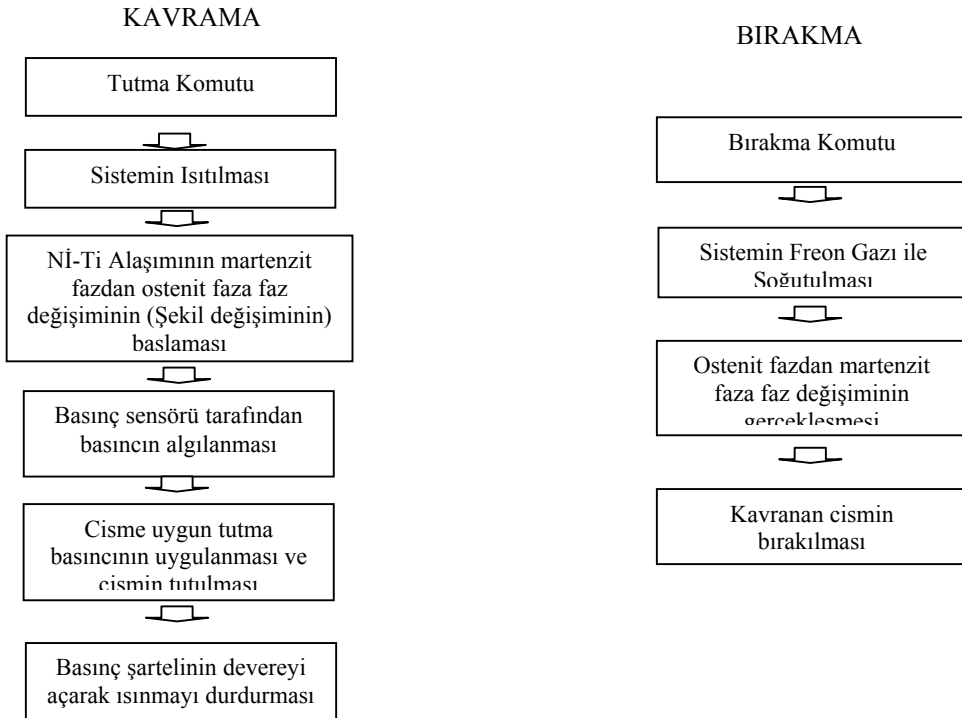 KAVRAMA
Tutma Komutu
Sistemin Isıtılması
Nİ-Ti Alaşımının martenzit
fazdan ostenit faza faz
değişiminin (Şekil değişiminin)
baslaması
Basınç sensörü tarafından
basıncın algılanması
Cisme uygun tutma
basıncının uygulanması ve
cismin tutulması
Basınç şartelinin devereyi
açarak ısınmayı durdurması
BIRAKMA
Bırakma Komutu
Sistemin Freon Gazı ile
Soğutulması
Ostenit fazdan martenzit
faza faz değişiminin
gerçekleşmesi
Kavranan cismin
bırakılması